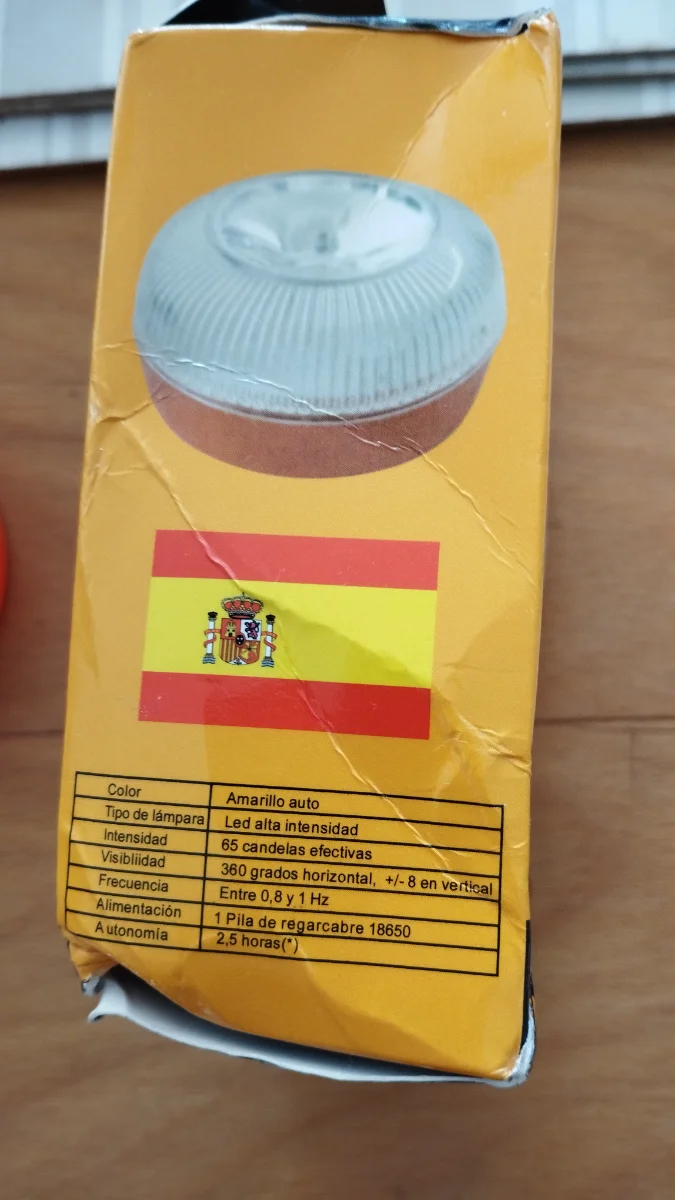 Color Amarillo auto
Tipo de lámpara Led alta intensidad
Intensidad 65 candelas efectivas
Visibliidad 360 grados horizontal, +/- 8 en vertical
Frecuencia Entre 0,8 y 1 Hz
Alimentación 1 Pila de regarcabre 18650
Autonomía 2,5 horas(*)